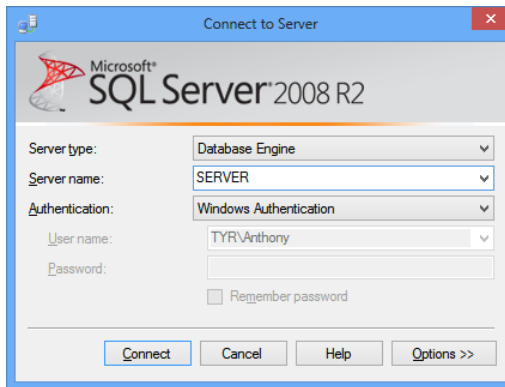 Connect to Server
Microsoft®
SQL Server® 2008 R2
Server type: Database Engine
Server name: SERVER
Authentication: Windows Authentication
User name: TYR\Anthony
Password:
Remember password
Connect Cancel Help Options >>